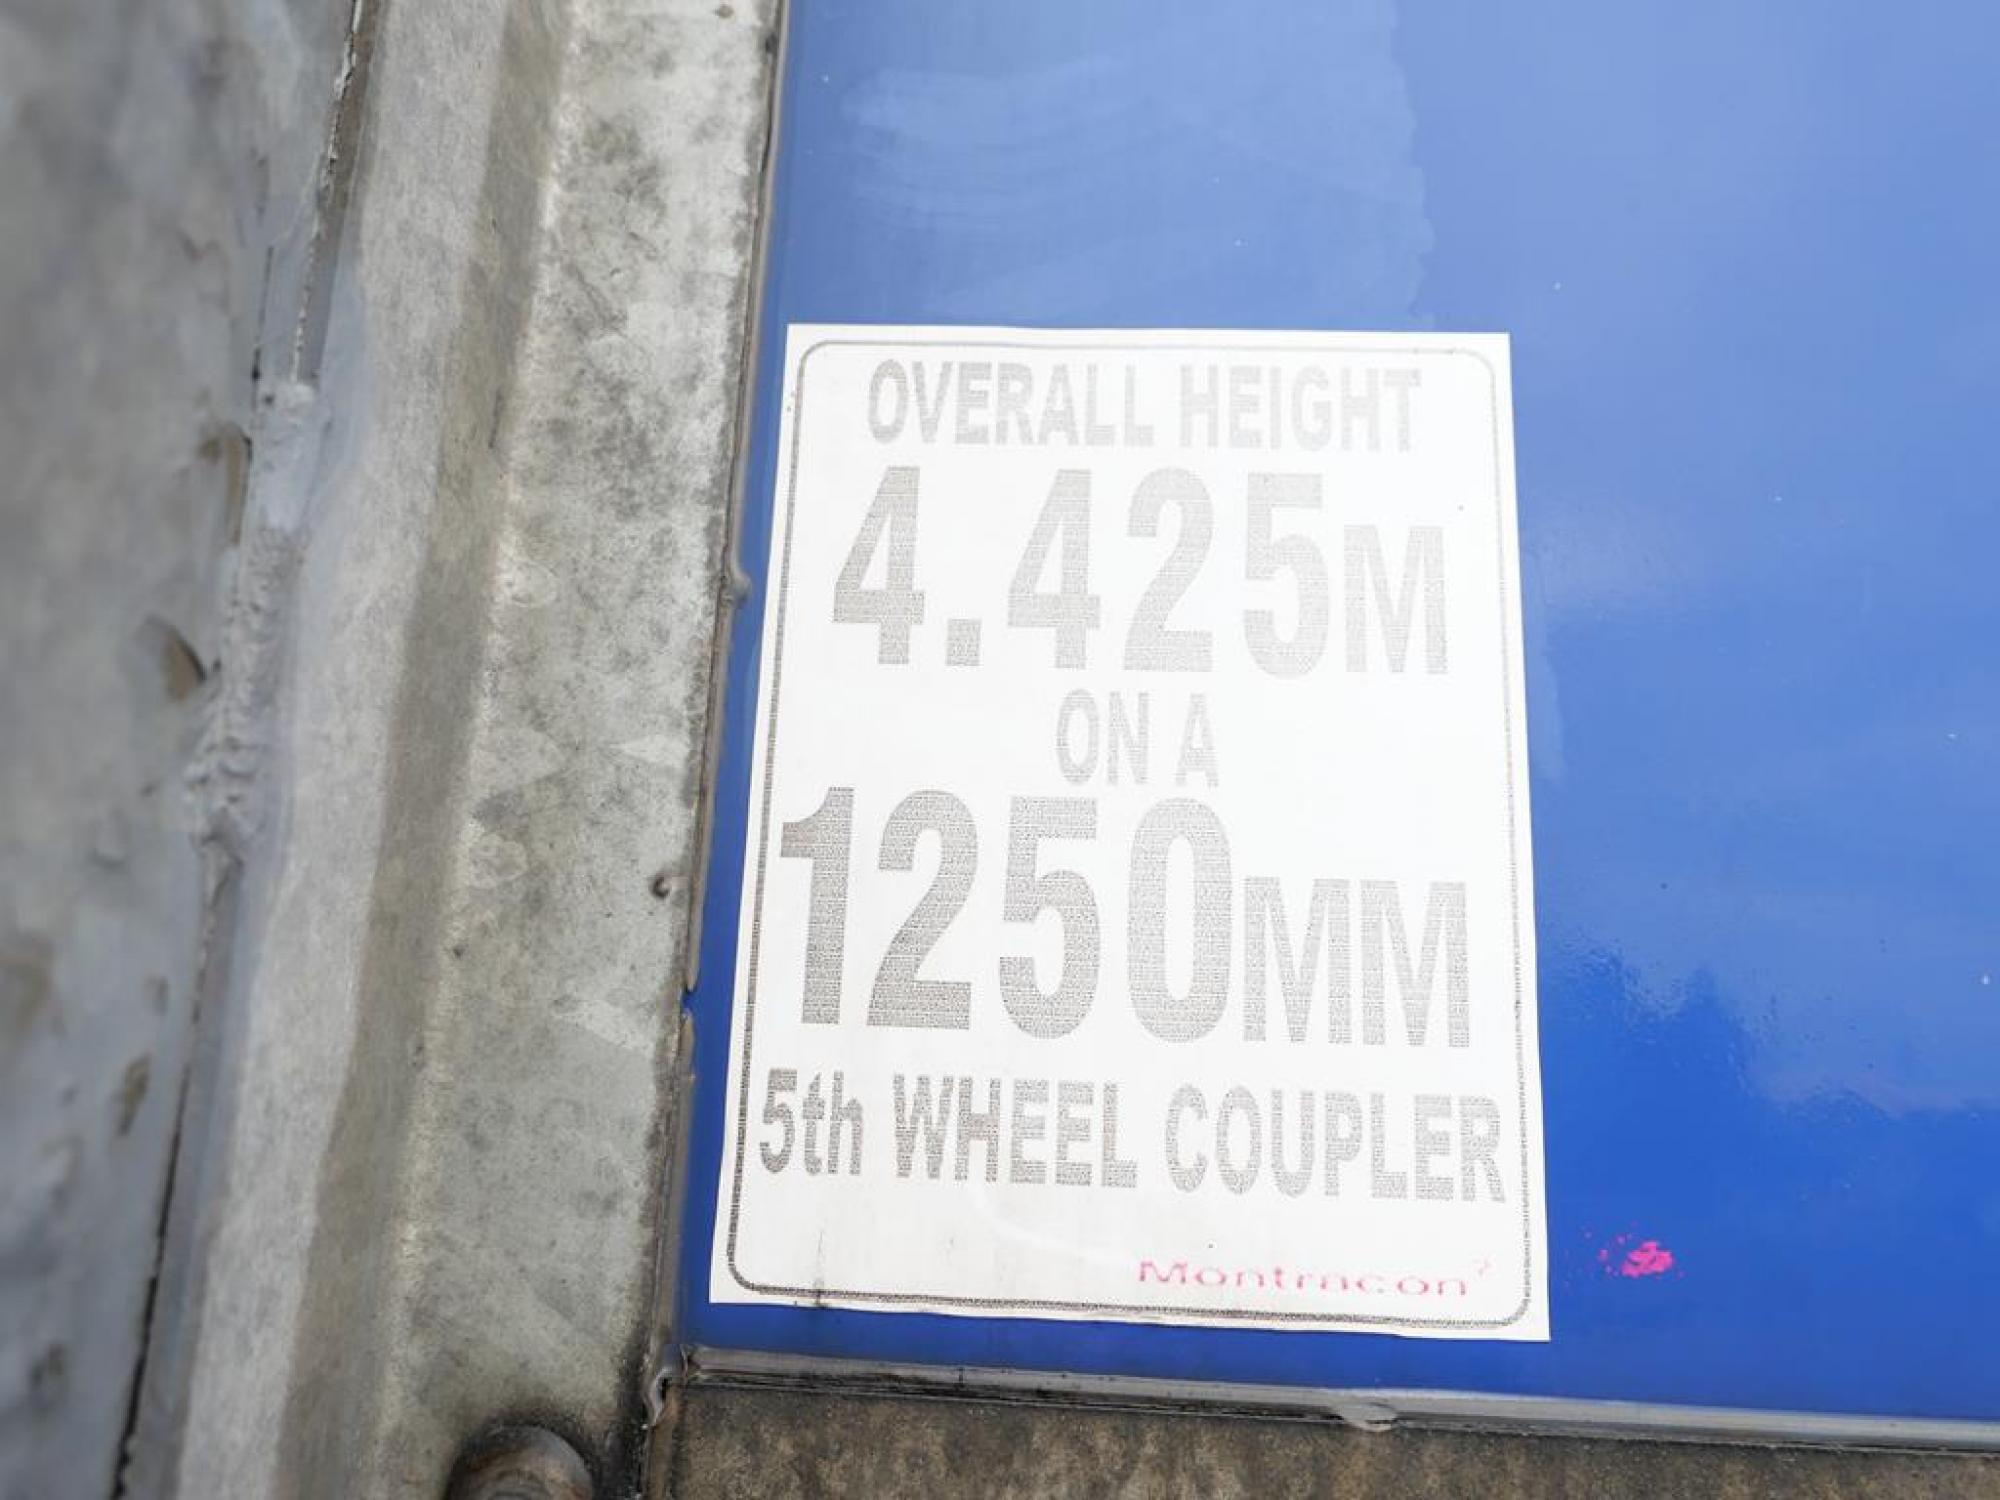 OVERALL HEIGHT
4.425M
ON A
1250MM
5th WHEEL COUPLER
Montracon